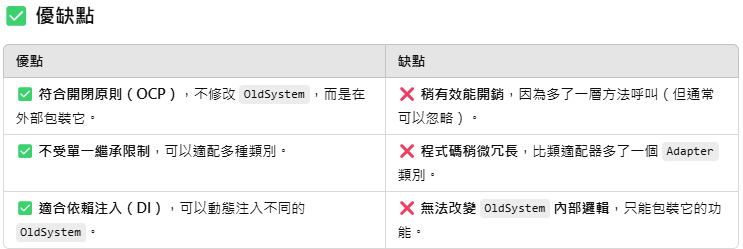 ✅ 優缺點
優點
缺點
✅ 符合開閉原則（OCP），不修改 OldSystem，而是在
外部包裝它。
❌ 稍有效能開銷，因為多了一層方法呼叫（但通常
可以忽略）。
✅ 不受單一繼承限制，可以適配多種類別。
❌ 程式碼稍微冗長，比類適配器多了一個 Adapter
類別。
✅ 適合依賴注入（DI），可以動態注入不同的
OldSystem。
❌ 無法改變 OldSystem 內部邏輯，只能包裝它的功
能。